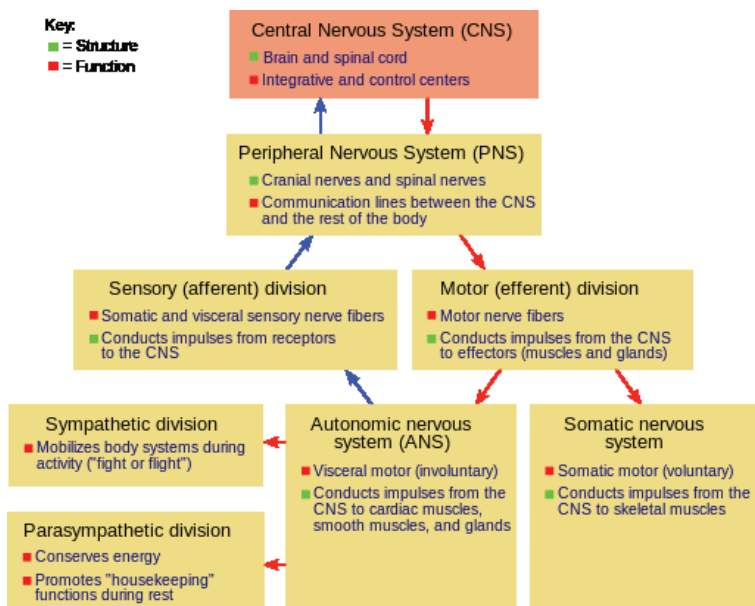 Key:
= Structure
= Function
Central Nervous System (CNS)
Brain and spinal cord
Integrative and control centers
Peripheral Nervous System (PNS)
Cranial nerves and spinal nerves
Communication lines between the CNS
and the rest of the body
Sensory (afferent) division
Somatic and visceral sensory nerve fibers
Conducts impulses from receptors
to the CNS
Motor (efferent) division
Motor nerve fibers
Conducts impulses from the CNS
to effectors (muscles and glands)
Sympathetic division
Mobilizes body systems during
activity ("fight or flight")
Autonomic nervous
system (ANS)
Visceral motor (involuntary)
Conducts impulses from the
CNS to cardiac muscles,
smooth muscles, and glands
Somatic nervous
system
Somatic motor (voluntary)
Conducts impulses from the
CNS to skeletal muscles
Parasympathetic division
Conserves energy
Promotes "housekeeping"
functions during rest